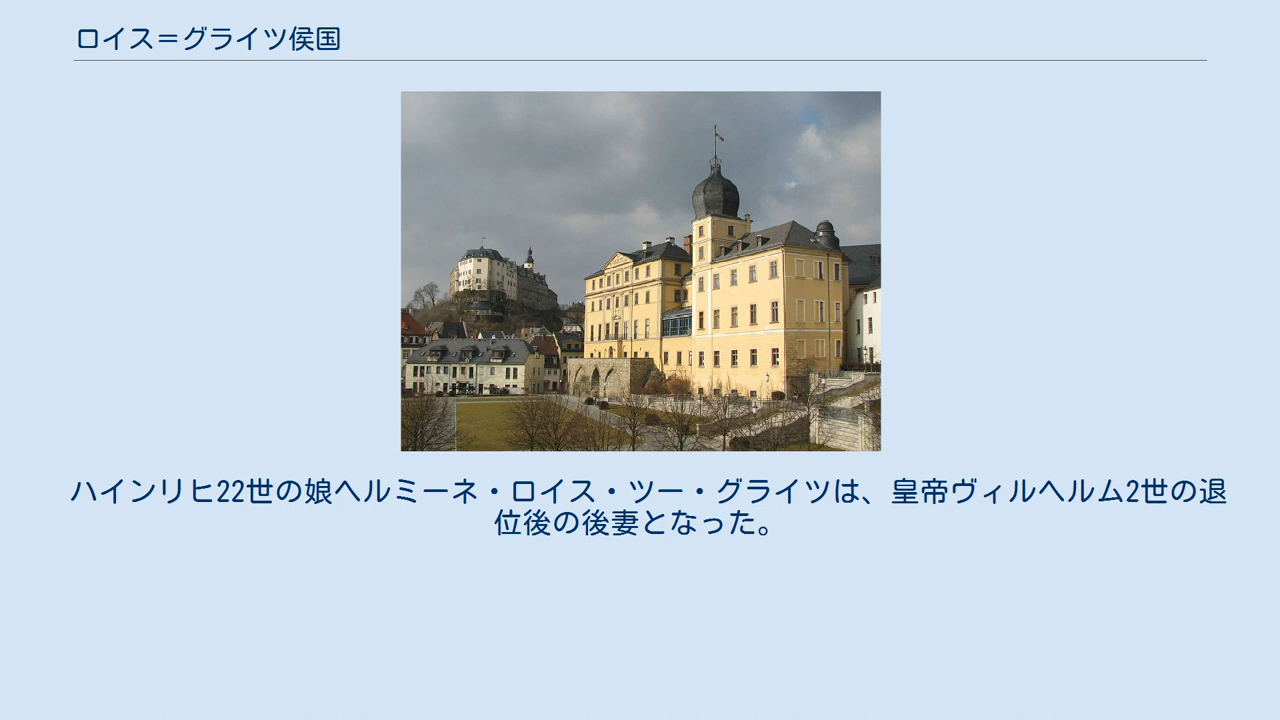 ロイス＝グライツ侯国
ハインリヒ22世の娘ヘルミーネ・ロイス・ツー・グライツは、皇帝ヴィルヘルム2世の退
位後の後妻となった。